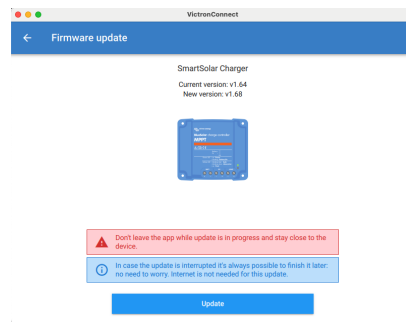 VictronConnect
Firmware update
SmartSolar Charger
Current version: v1.64
New version: v1.68
MPPT
Don't leave the app while update is in progress and stay close to the
device.
In case the update is interrupted it's always possible to finish it later:
no need to worry. Internet is not needed for this update.
Update